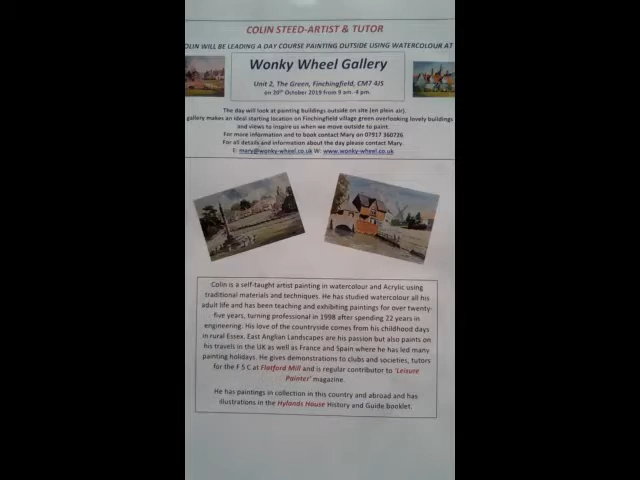 COLIN STEED-ARTIST & TUTOR
OLIN WILL BE LEADING A DAY COURSE PAINTING OUTSIDE USING WATERCOLOUR AT
Wonky Wheel Gallery
Unit 2, The Green, Finchingfield, CM7 4JS
on 20th October 2019 from 9 am.-4 pm.
The day will look at painting buildings outside on site (en plein air).
gallery makes an ideal starting location on Finchingfield village green overlooking lovely buildings
and views to inspire us when we move outside to paint.
For more information and to book contact Mary on 07917 360726
For all details and information about the day please contact Mary.
E: mary@wonky-wheel.co.uk W: www.wonky-wheel.co.uk
Colin is a self-taught artist painting in watercolour and Acrylic using
traditional materials and techniques. He has studied watercolour all his
adult life and has been teaching and exhibiting paintings for over twenty-
five years, turning professional in 1998 after spending 22 years in
engineering. His love of the countryside comes from his childhood days
in rural Essex. East Anglian Landscapes are his passion but also paints on
his travels in the UK as well as France and Spain where he has led many
painting holidays. He gives demonstrations to clubs and societies, tutors
for the F S C at Flatford Mill and is regular contributor to 'Leisure
Painter' magazine.
He has paintings in collection in this country and abroad and has
illustrations in the Hylands House History and Guide booklet.